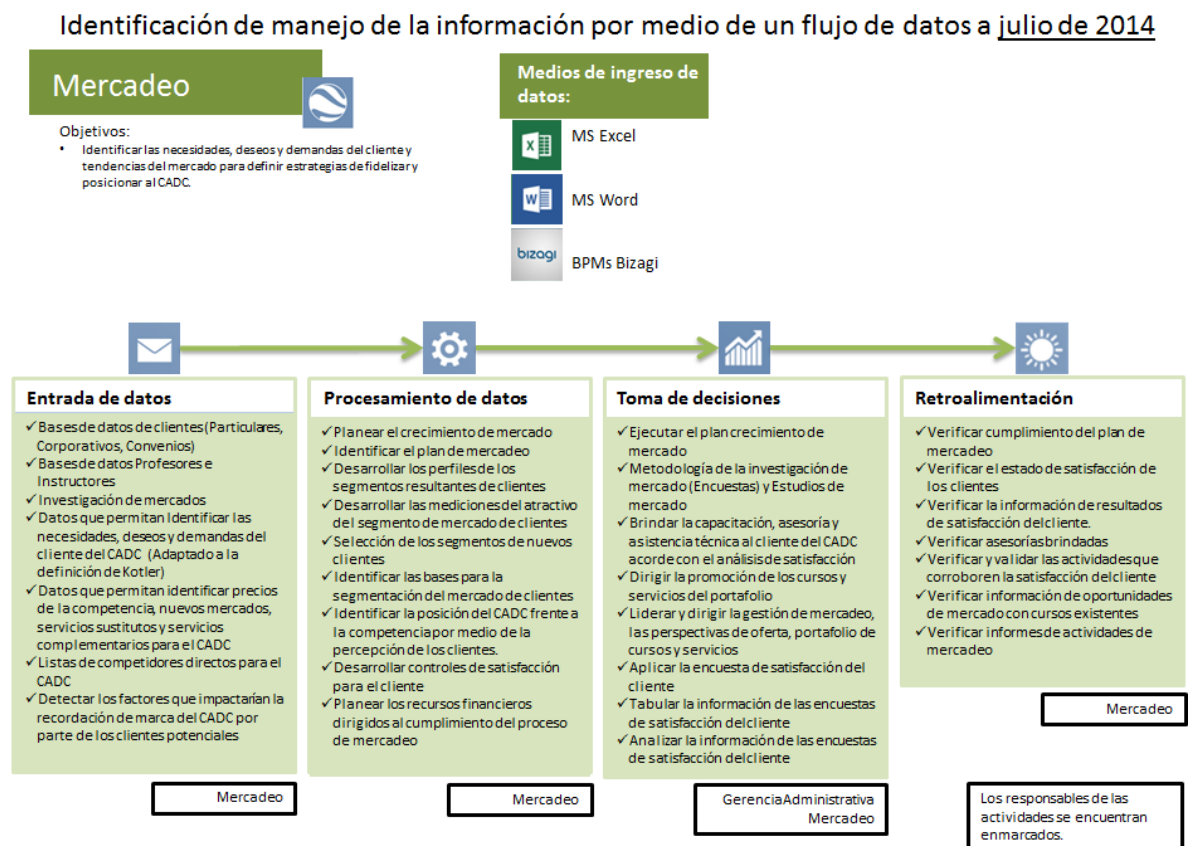 Identificación de manejo de la información por medio de un flujo de datos a julio de 2014
Mercadeo
Objetivos:
• Identificar las necesidades, deseos y demandas del cliente y
tendencias del mercado para definir estrategias de fidelizar y
posicionar al CADC.
Medios de ingreso de
datos:
MS Excel
MS Word
bizagi
BPMs Bizagi
Entrada de datos
✓Bases de datos de clientes (Particulares,
Corporativos, Convenios)
✓Bases de datos Profesores e
Instructores
✓Investigación de mercados
✓Datos que permitan Identificar las
necesidades, deseos y demandas del
cliente del CADC (Adaptado a la
definición de Kotler)
✓Datos que permitan identificar precios
de la competencia, nuevos mercados,
servicios sustitutos y servicios
complementarios para el CADC
✓Listas de competidores directos para el
CADC
✓Detectar los factores que impactarían la
recordación de marca del CADC por
parte de los clientes potenciales
Mercadeo
Procesamiento de datos
✓Planear el crecimiento de mercado
✓Identificar el plan de mercadeo
✓Desarrollar los perfiles de los
segmentos resultantes de clientes
✓Desarrollar las mediciones del atractivo
del segmento de mercado de clientes
✓Selección de los segmentos de nuevos
clientes
✓Identificar las bases para la
segmentación del mercado de clientes
✓Identificar la posición del CADC frente a
la competencia por medio de la
percepción de los clientes.
✓Desarrollar controles de satisfacción
para el cliente
✓Planear los recursos financieros
dirigidos al cumplimiento del proceso
de mercadeo
Mercadeo
Toma de decisiones
✓Ejecutar el plan crecimiento de
mercado
✓Metodología de la investigación de
mercado (Encuestas) y Estudios de
mercado
✓Brindar la capacitación, asesoría y
asistencia técnica al cliente del CADC
acorde con el análisis de satisfacción
✓Dirigir la promoción de los cursos y
servicios del portafolio
✓Liderar y dirigir la gestión de mercadeo,
las perspectivas de oferta, portafolio de
cursos y servicios
✓Aplicar la encuesta de satisfacción del
cliente
✓Tabular la información de las encuestas
de satisfacción del cliente
✓Analizar la información de las encuestas
de satisfacción del cliente
Gerencia Administrativa
Mercadeo
Retroalimentación
✓Verificar cumplimiento del plan de
mercadeo
✓Verificar el estado de satisfacción de
los clientes
✓Verificar la información de resultados
de satisfacción del cliente.
✓Verificar asesorías brindadas
✓Verificar y validar las actividades que
corroboren la satisfacción del cliente
✓Verificar información de oportunidades
de mercado con cursos existentes
✓Verificar informes de actividades de
mercadeo
Mercadeo
Los responsables de las
actividades se encuentran
enmarcados.